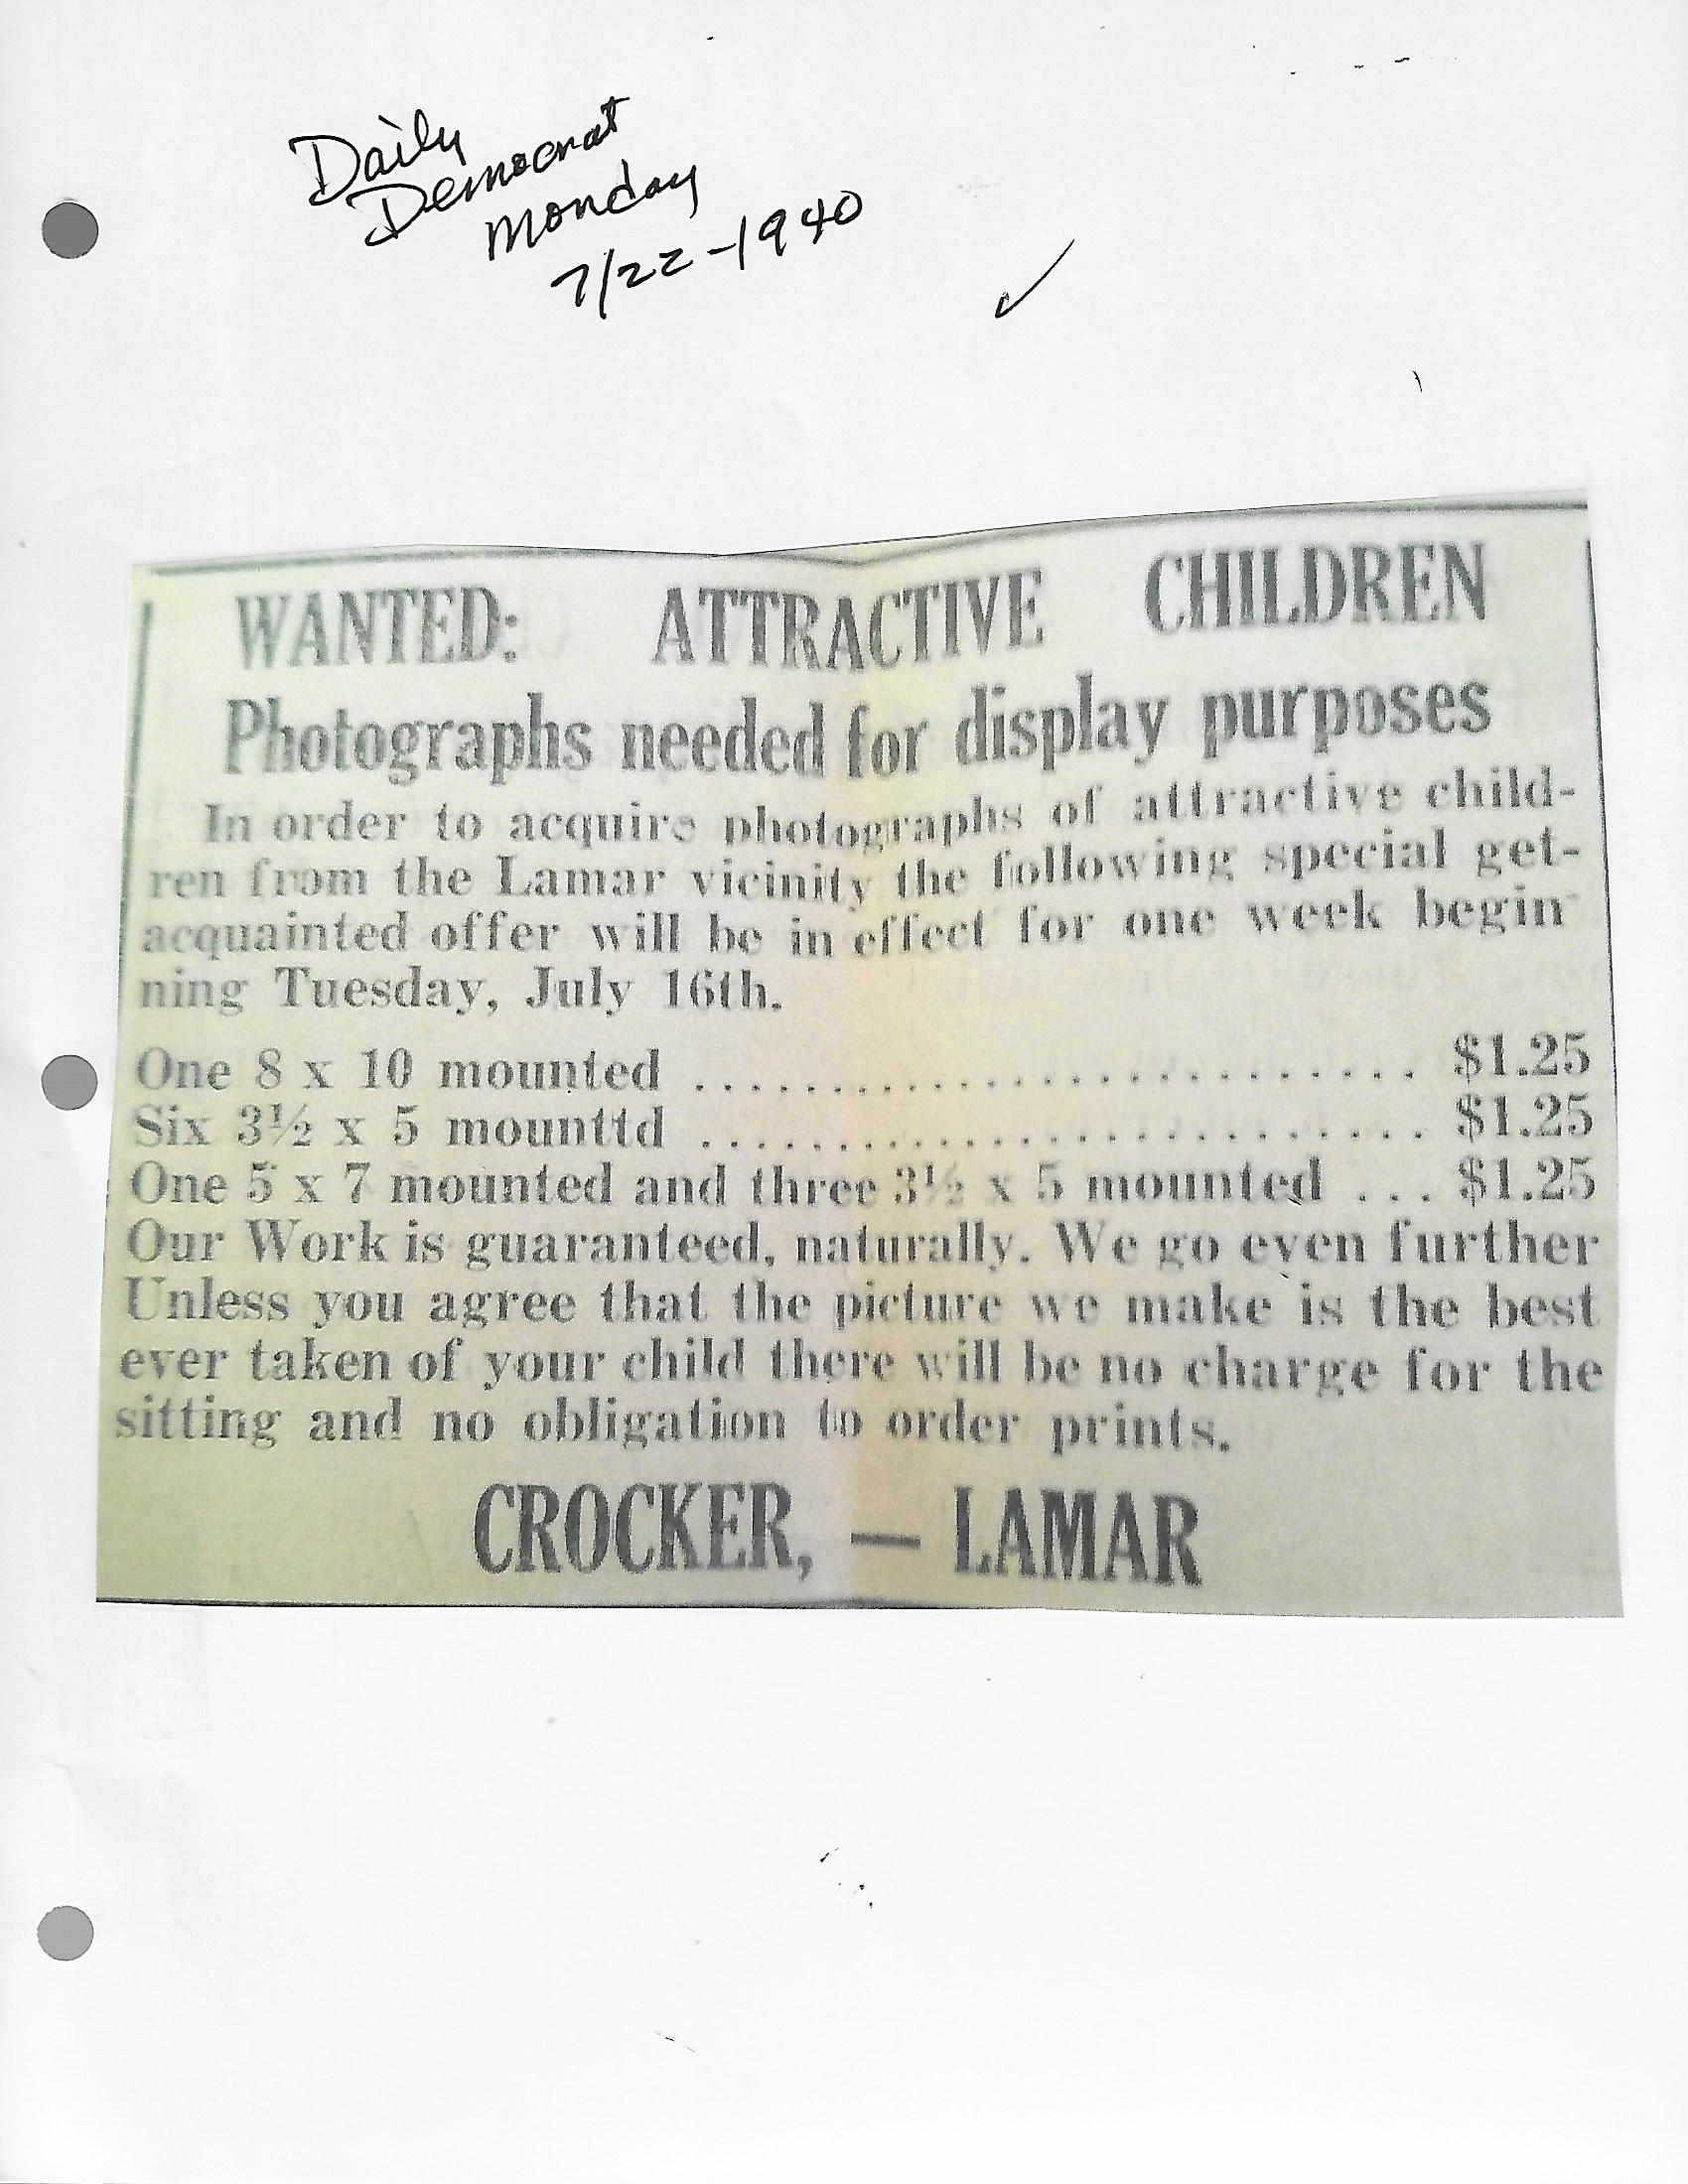 Daily
Democrat
Monday
7/22-1940
WANTED: ATTRACTIVE CHILDREN
Photographs needed for display purposes
In order to acquire photographs of attractive child-
ren from the Lamar vicinity the following special get-
acquainted offer will be in effect for one week begin-
ning Tuesday, July 16th.
One 8 x 10 mounted ........................... $1.25
Six 3½ x 5 mounttd ........................... $1.25
One 5 x 7 mounted and three 3½ x 5 mounted ... $1.25
Our Work is guaranteed, naturally. We go even further
Unless you agree that the picture we make is the best
ever taken of your child there will be no charge for the
sitting and no obligation to order prints.
CROCKER, — LAMAR